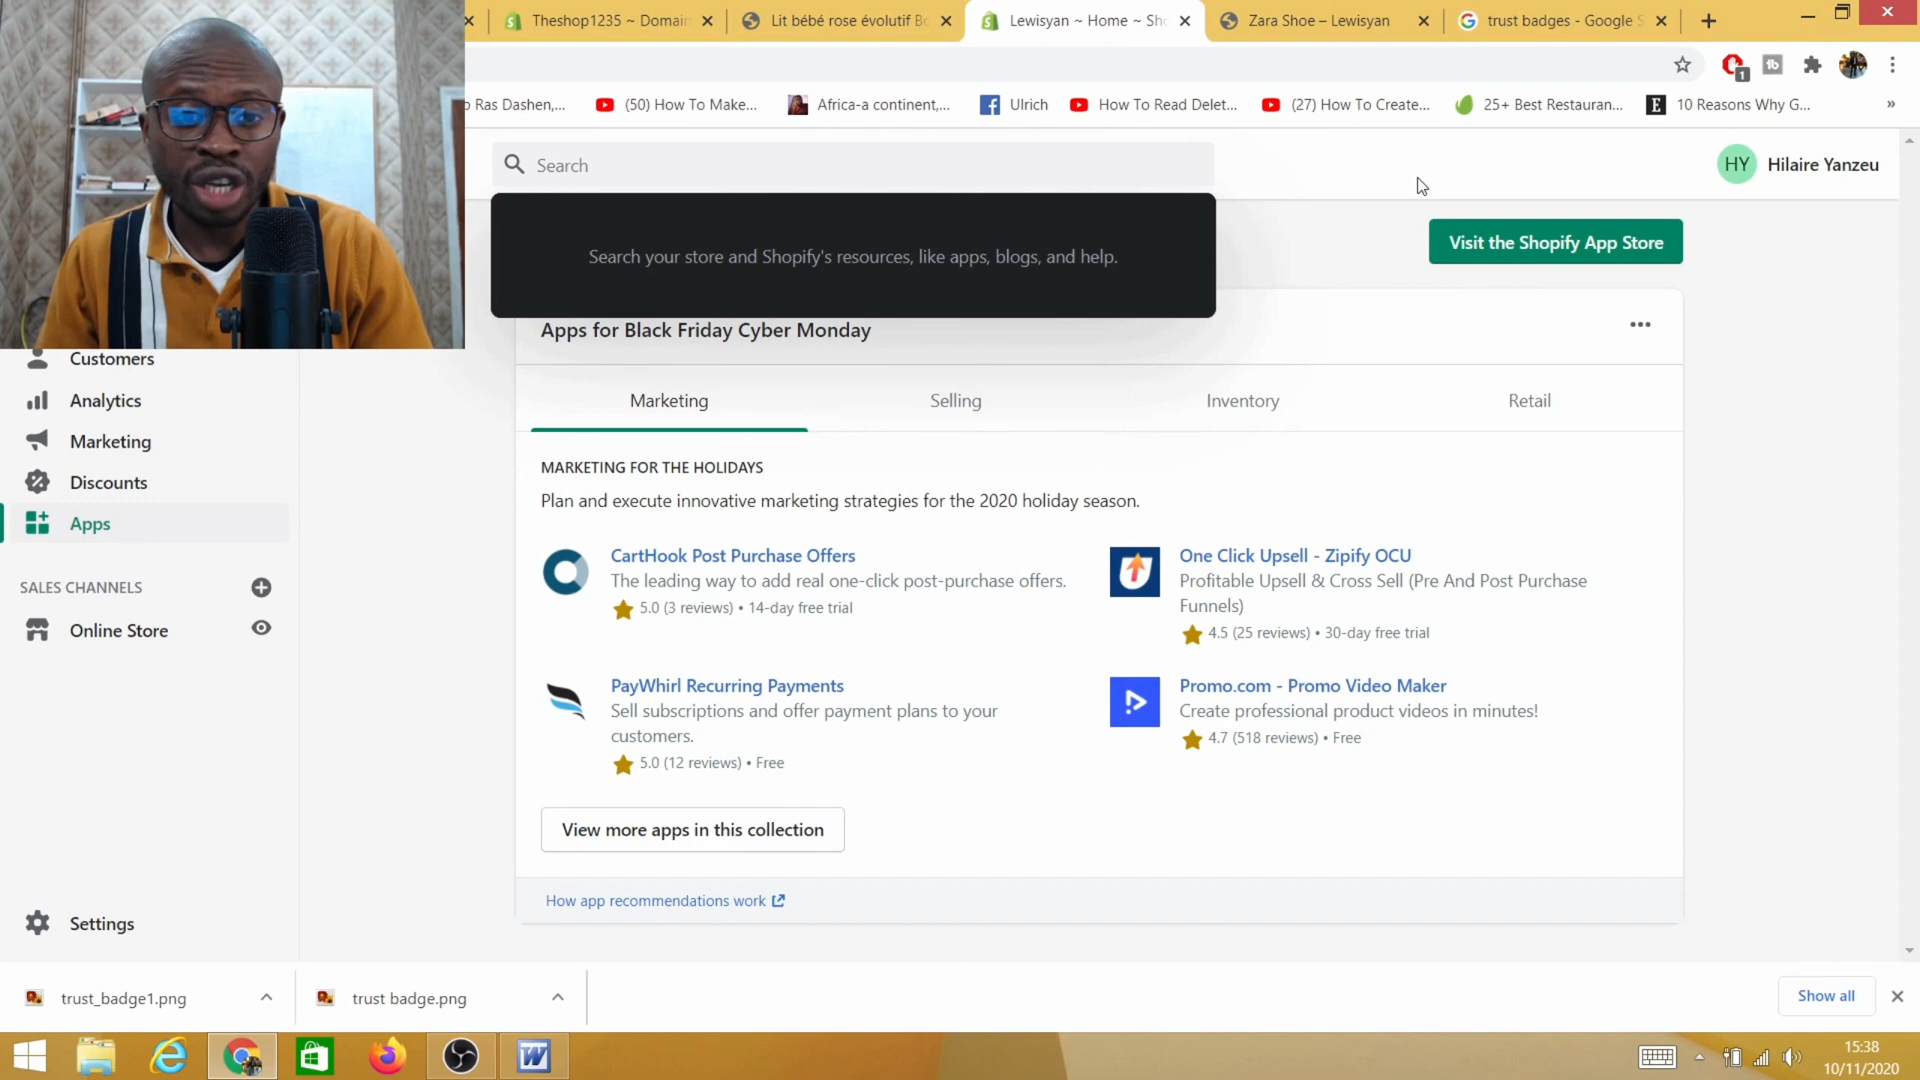 Theshop1235 ~ Domain
Lit bébé rose évolutif Bo
Lewisyan ~ Home ~ Sho
Zara Shoe – Lewisyan
trust badges - Google S
Ras Dashen,...
(50) How To Make...
Africa-a continent,...
Ulrich
How To Read Delet...
(27) How To Create...
25+ Best Restauran...
E
10 Reasons Why G...
»
1
tb
Search
HY
Hilaire Yanzeu
Search your store and Shopify's resources, like apps, blogs, and help.
Visit the Shopify App Store
Apps for Black Friday Cyber Monday
Customers
Analytics
Marketing
Discounts
Apps
SALES CHANNELS
Online Store
Settings
Marketing
Selling
Inventory
Retail
MARKETING FOR THE HOLIDAYS
Plan and execute innovative marketing strategies for the 2020 holiday season.
CartHook Post Purchase Offers
The leading way to add real one-click post-purchase offers.
5.0 (3 reviews) • 14-day free trial
One Click Upsell - Zipify OCU
Profitable Upsell & Cross Sell (Pre And Post Purchase
Funnels)
4.5 (25 reviews) • 30-day free trial
PayWhirl Recurring Payments
Sell subscriptions and offer payment plans to your
customers.
5.0 (12 reviews) • Free
Promo.com - Promo Video Maker
Create professional product videos in minutes!
4.7 (518 reviews) • Free
View more apps in this collection
How app recommendations work
trust_badge1.png
trust badge.png
Show all
15:38
10/11/2020